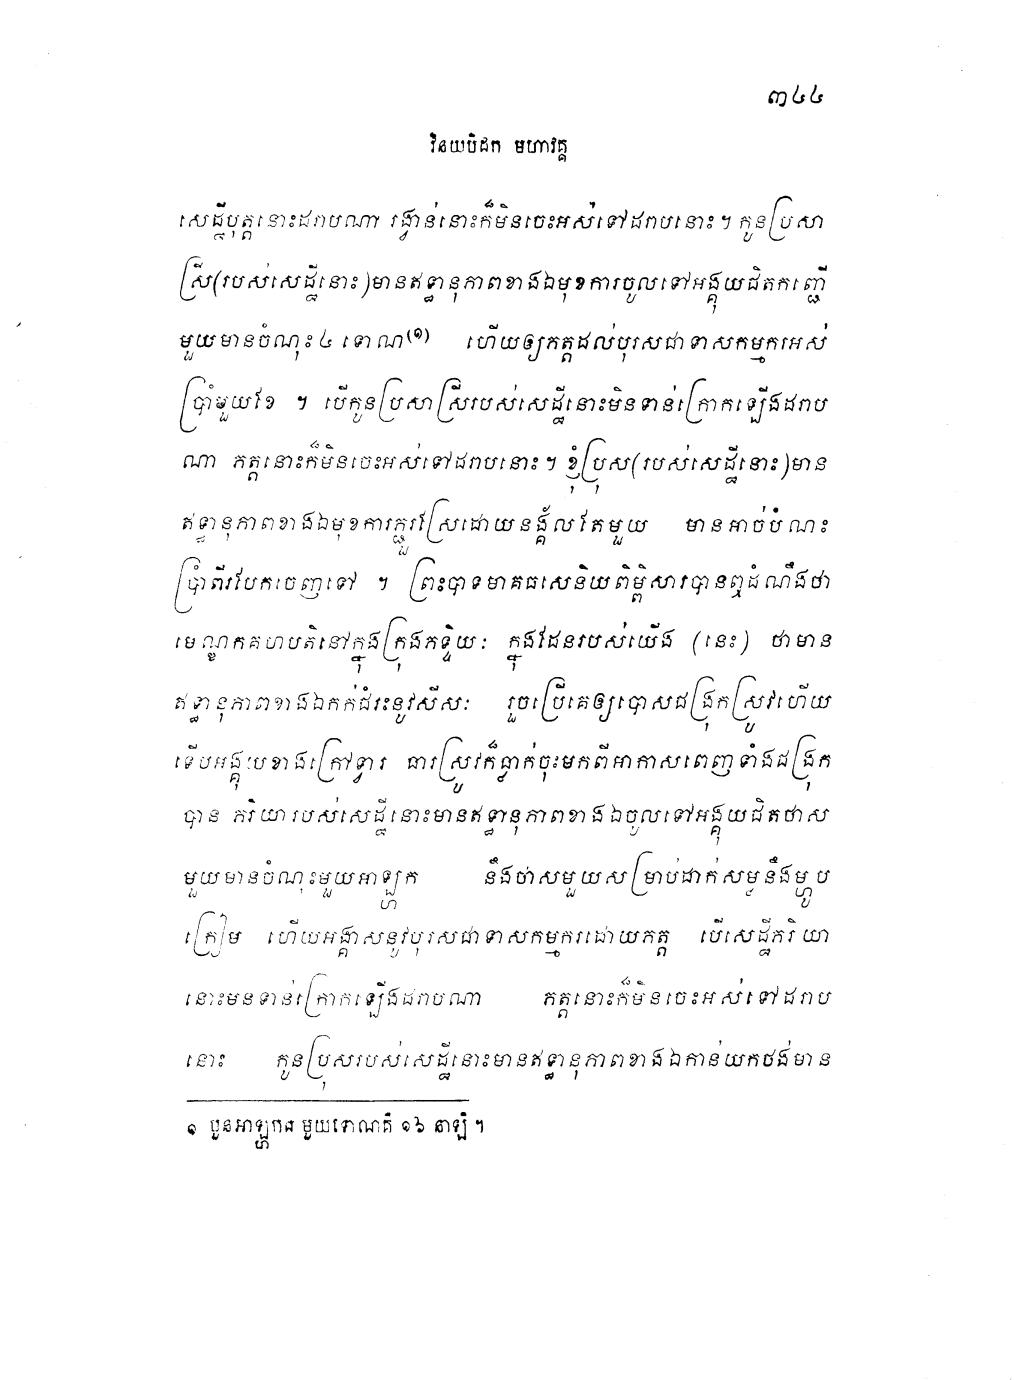 ៣៤៤
វិនយបិដក មហាវគ្គ
សេដ្ឋីបុត្តនោះដរាបណា រង្វាន់នោះក៏មិនចេះអស់ទៅដរាបនោះ ។ កូនប្រសា
ស្រី(របស់សេដ្ឋីនោះ)មានឥទ្ធានុភាពខាងឯមុខការចូលទៅអង្គុយជិតកញ្ជើ
មួយមានចំណុះ ៤ ទោណ(១) ហើយឲ្យភត្តដល់បុរសជាទាសកម្មករអស់
ប្រាំមួយខែ ។ បើកូនប្រសាស្រីរបស់សេដ្ឋីនោះមិនទាន់ក្រោកឡើងដរាប
ណា ភត្តនោះក៏មិនចេះអស់ទៅដរាបនោះ ។ ខ្ញុំប្រុស(របស់សេដ្ឋីនោះ)មាន
ឥទ្ធានុភាពខាងឯមុខការភ្ជួរស្រែដោយនង្គ័លតែមួយ មានអាច់បំណះ
ប្រាំពីរបែកចេញទៅ ។ ព្រះបាទមាគធសេនិយពិម្ពិសារបានឮដំណឹងថា
មេណ្ឌកគហបតិនៅក្នុងក្រុងភទ្ទិយៈ ក្នុងដែនរបស់យើង (នេះ) ថាមាន
ឥទ្ធានុភាពខាងឯកក់ជំរះនូវសីសៈ រួចប្រើគេឲ្យបោសជង្រុកស្រូវហើយ
ទើបអង្គុយខាងក្រៅទ្វារ ធារស្រូវក៏ធ្លាក់ចុះមកពីអាកាសពេញទាំងជង្រុក
បាន ភរិយារបស់សេដ្ឋីនោះមានឥទ្ធានុភាពខាងឯចូលទៅអង្គុយជិតថាស
មួយមានចំណុះមួយអាឡ្ហក នឹងថាសមួយសម្រាប់ដាក់សម្លនឹងម្ហូប
ក្រៀម ហើយអង្គាសនូវបុរសជាទាសកម្មករដោយភត្ត បើសេដ្ឋីភរិយា
នោះមនទាន់ក្រោកឡើងដរាបណា ភត្តនោះក៏មិនចេះអស់ទៅដរាប
នោះ កូនប្រុសរបស់សេដ្ឋីនោះមានឥទ្ធានុភាពខាងឯកាន់យកថង់មាន
១ បួនអាឡ្ហកៈ មួយទោណគឺ ១៦ នាឡិ ។